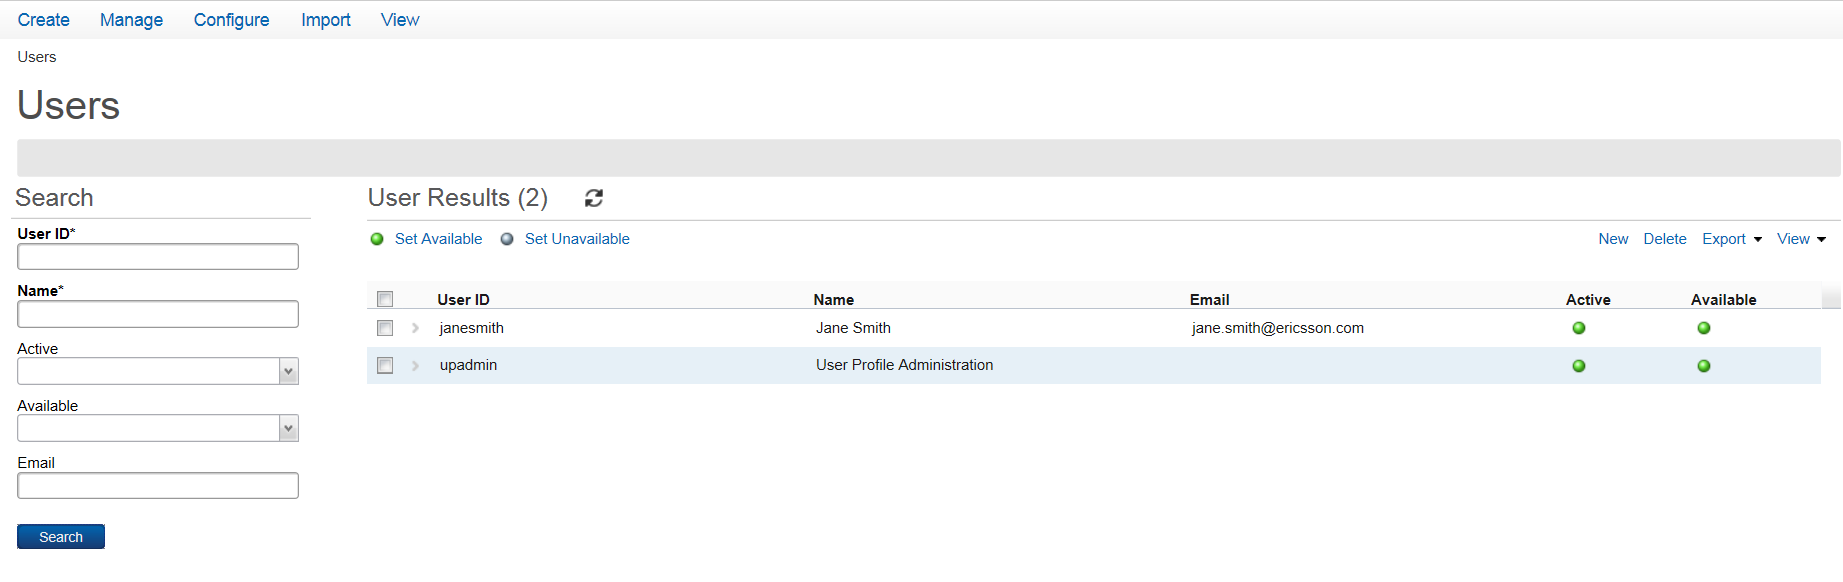 Create Manage Configure Import View
Users
Users
Search
User ID*
Name*
Active
Available
Email
Search
User Results (2)
Set Available Set Unavailable New Delete Export View
User ID Name Email Active Available
janesmith Jane Smith jane.smith@ericsson.com
upadmin User Profile Administration